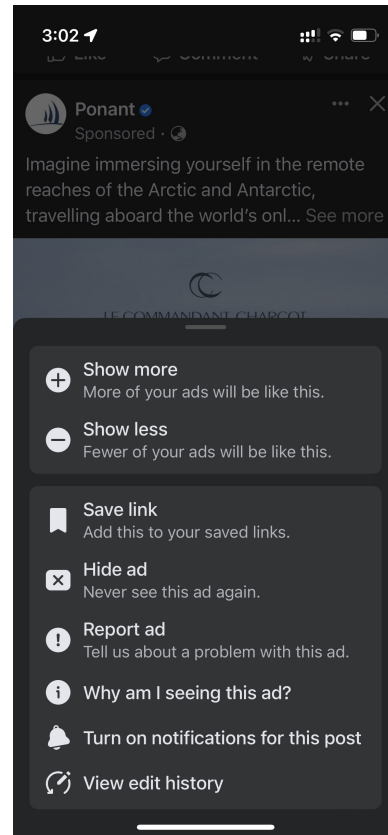 3:02
Like Comment Share
Ponant
Sponsored ·
Imagine immersing yourself in the remote
reaches of the Arctic and Antarctic,
travelling aboard the world's onl... See more
LE COMMANDANT CHARCOT
Show more
More of your ads will be like this.
Show less
Fewer of your ads will be like this.
Save link
Add this to your saved links.
Hide ad
Never see this ad again.
Report ad
Tell us about a problem with this ad.
Why am I seeing this ad?
Turn on notifications for this post
View edit history